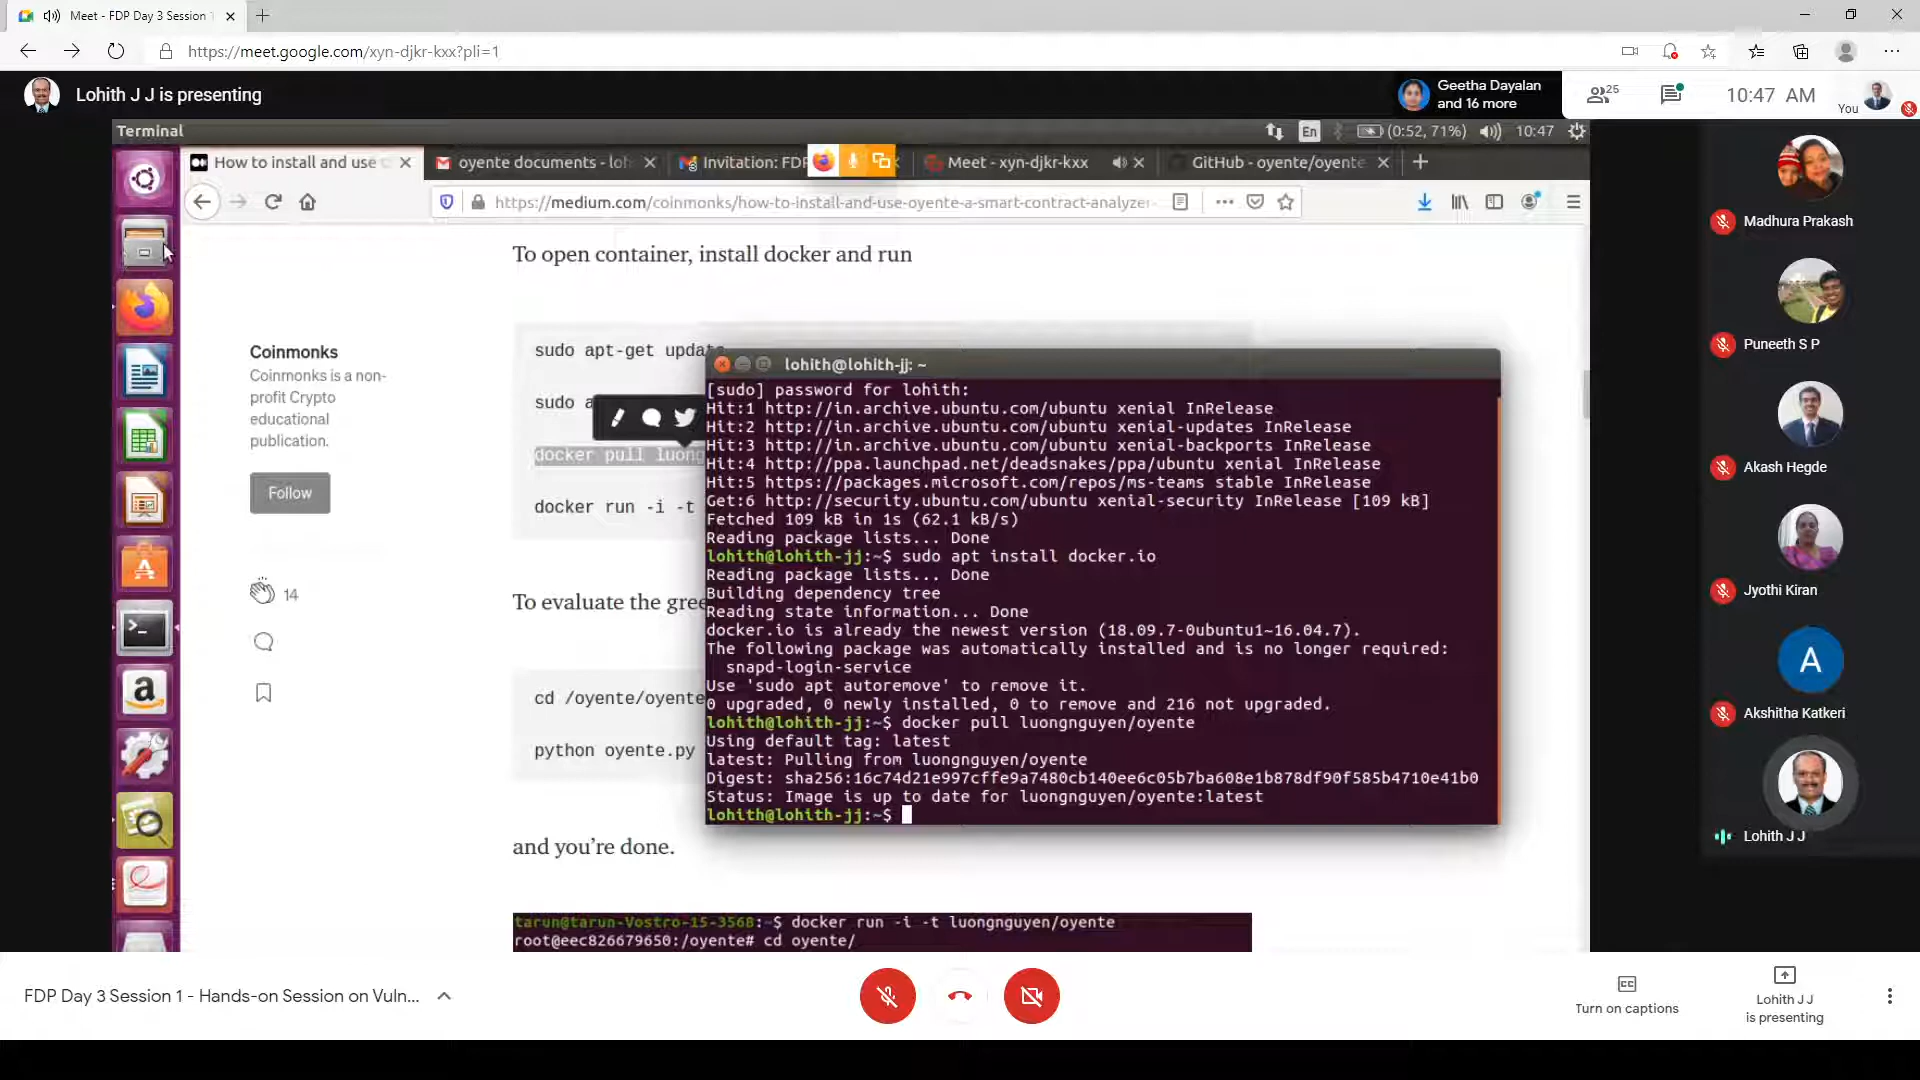 Meet - FDP Day 3 Session 1
https://meet.google.com/xyn-djkr-kxx?pli=1
Lohith J J is presenting
Geetha Dayalan
and 16 more
25
10:47 AM
You
Terminal
En
(0:52, 71%)
10:47
How to install and use
oyente documents - loh
Invitation: FDP
Meet - xyn-djkr-kxx
GitHub - oyente/oyente
https://medium.com/coinmonks/how-to-install-and-use-oyente-a-smart-contract-analyzer-
To open container, install docker and run
Coinmonks
Coinmonks is a non-
profit Crypto
educational
publication.
Follow
14
sudo apt-get update
sudo a
docker pull luong
docker run -i -t
To evaluate the gree
cd /oyente/oyente
python oyente.py
and you’re done.
lohith@lohith-jj: ~
[sudo] password for lohith:
Hit:1 http://in.archive.ubuntu.com/ubuntu xenial InRelease
Hit:2 http://in.archive.ubuntu.com/ubuntu xenial-updates InRelease
Hit:3 http://in.archive.ubuntu.com/ubuntu xenial-backports InRelease
Hit:4 http://ppa.launchpad.net/deadsnakes/ppa/ubuntu xenial InRelease
Hit:5 https://packages.microsoft.com/repos/ms-teams stable InRelease
Get:6 http://security.ubuntu.com/ubuntu xenial-security InRelease [109 kB]
Fetched 109 kB in 1s (62.1 kB/s)
Reading package lists... Done
lohith@lohith-jj:~$ sudo apt install docker.io
Reading package lists... Done
Building dependency tree
Reading state information... Done
docker.io is already the newest version (18.09.7-0ubuntu1~16.04.7).
The following package was automatically installed and is no longer required:
snapd-login-service
Use 'sudo apt autoremove' to remove it.
0 upgraded, 0 newly installed, 0 to remove and 216 not upgraded.
lohith@lohith-jj:~$ docker pull luongnguyen/oyente
Using default tag: latest
latest: Pulling from luongnguyen/oyente
Digest: sha256:16c74d21e997cffe9a7480cb140ee6c05b7ba608e1b878df90f585b4710e41b0
Status: Image is up to date for luongnguyen/oyente:latest
lohith@lohith-jj:~$
tarun@tarun-Vostro-15-3568:~$ docker run -i -t luongnguyen/oyente
root@eec826679650:/oyente# cd oyente/
Madhura Prakash
Puneeth S P
Akash Hegde
Jyothi Kiran
A
Akshitha Katkeri
Lohith J J
FDP Day 3 Session 1 - Hands-on Session on Vuln...
Turn on captions
Lohith J J
is presenting